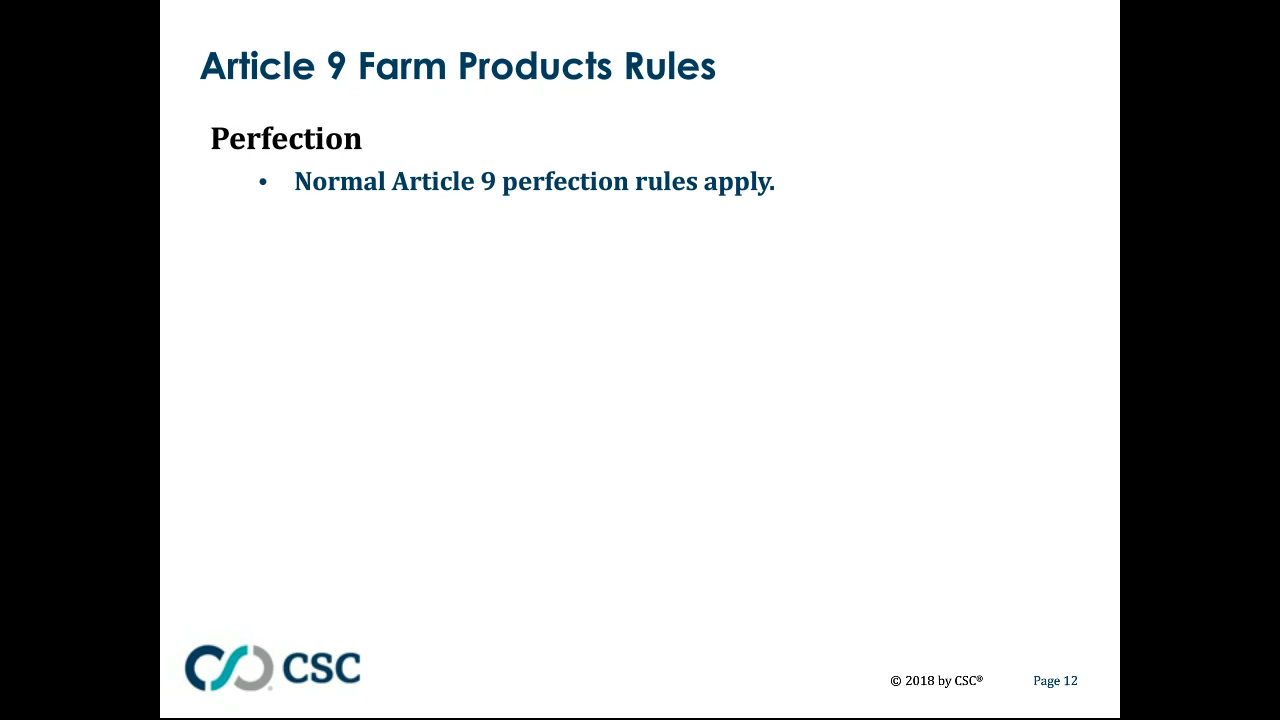 Article 9 Farm Products Rules
Perfection
• Normal Article 9 perfection rules apply.
CSC
© 2018 by CSC®
Page 12